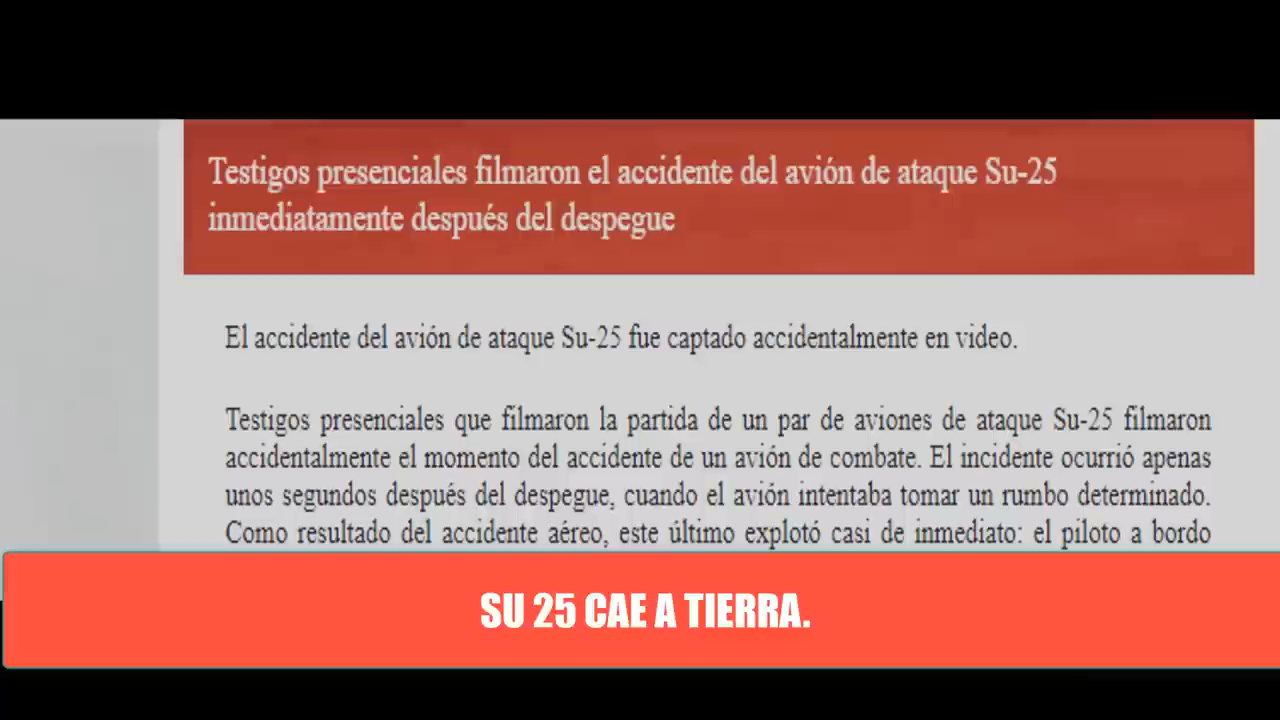 Testigos presenciales filmaron el accidente del avión de ataque Su-25
inmediatamente después del despegue
El accidente del avión de ataque Su-25 fue captado accidentalmente en video.
Testigos presenciales que filmaron la partida de un par de aviones de ataque Su-25 filmaron
accidentalmente el momento del accidente de un avión de combate. El incidente ocurrió apenas
unos segundos después del despegue, cuando el avión intentaba tomar un rumbo determinado.
Como resultado del accidente aéreo, este último explotó casi de inmediato: el piloto a bordo
SU 25 CAE A TIERRA.